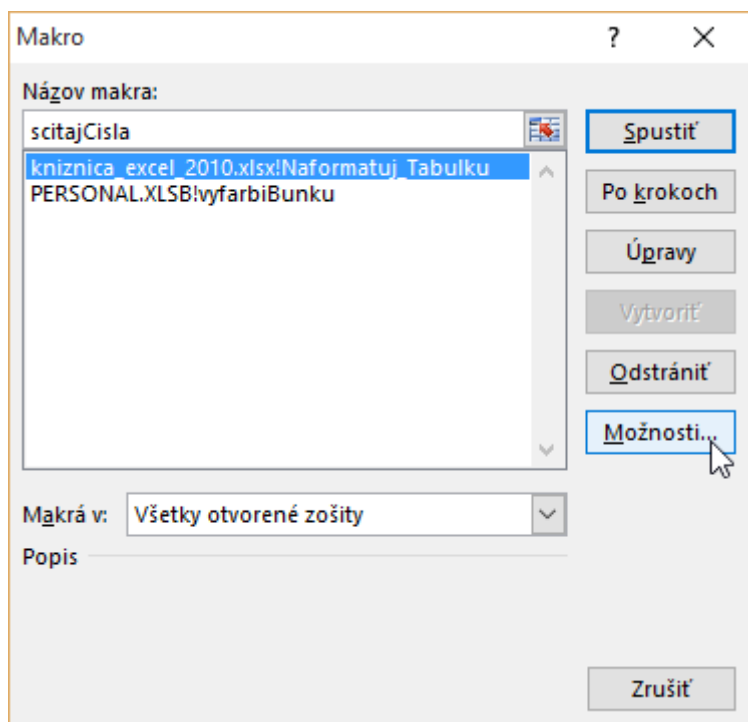 Makro
?
Názov makra:
scitajCisla
kniznica_excel_2010.xlsx!Naformatuj_Tabulku
PERSONAL.XLSB!vyfarbiBunku
Spustiť
Po krokoch
Úpravy
Vytvoriť
Odstrániť
Možnosti...
Makrá v:
Všetky otvorené zošity
Popis
Zrušiť